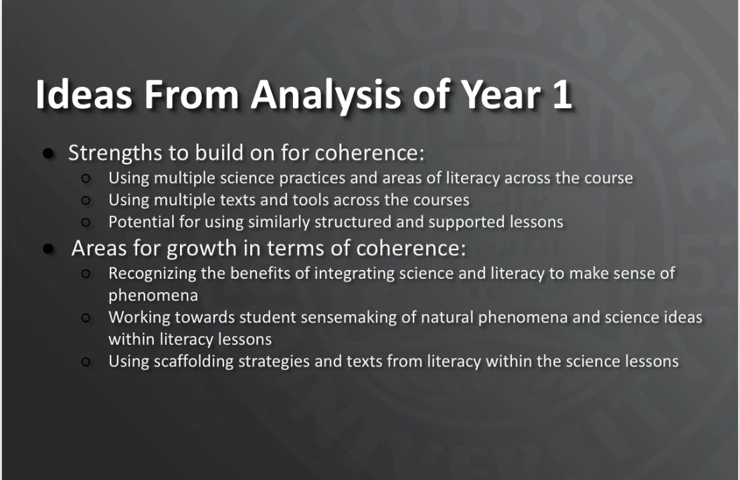 Ideas From Analysis of Year 1
● Strengths to build on for coherence:
○ Using multiple science practices and areas of literacy across the course
○ Using multiple texts and tools across the courses
○ Potential for using similarly structured and supported lessons
● Areas for growth in terms of coherence:
○ Recognizing the benefits of integrating science and literacy to make sense of
phenomena
○ Working towards student sensemaking of natural phenomena and science ideas
within literacy lessons
○ Using scaffolding strategies and texts from literacy within the science lessons
ILLINOIS STATE
UNIVERSITY